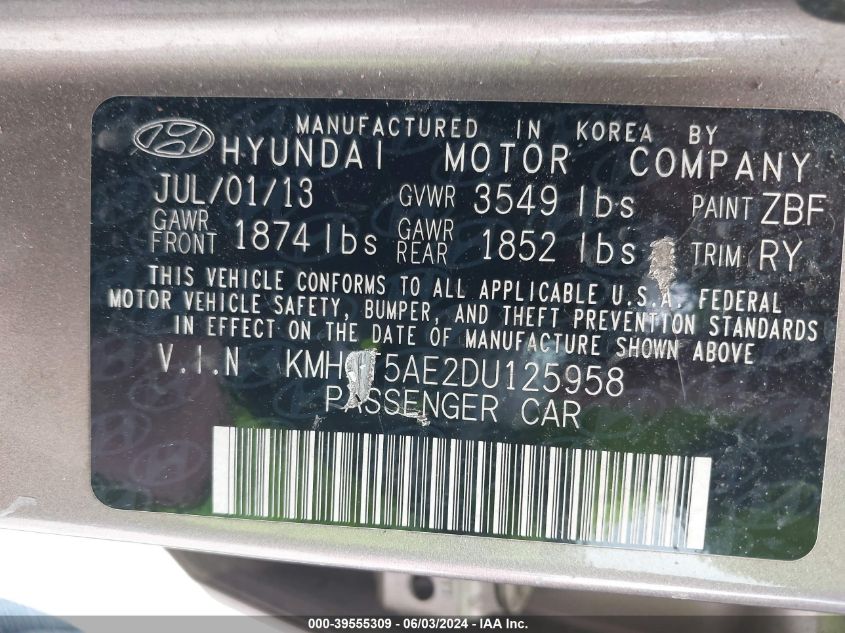 MANUFACTURED IN KOREA BY
HYUNDAI MOTOR COMPANY
JUL/01/13 GVWR 3549 lbs PAINT ZBF
GAWR FRONT 1874 lbs GAWR REAR 1852 lbs TRIM RY
THIS VEHICLE CONFORMS TO ALL APPLICABLE U.S.A. FEDERAL
MOTOR VEHICLE SAFETY, BUMPER, AND THEFT PREVENTION STANDARDS
IN EFFECT ON THE DATE OF MANUFACTURE SHOWN ABOVE
V.I.N
PASSENGER CAR
000-39555309 - 06/03/2024 - IAA Inc.